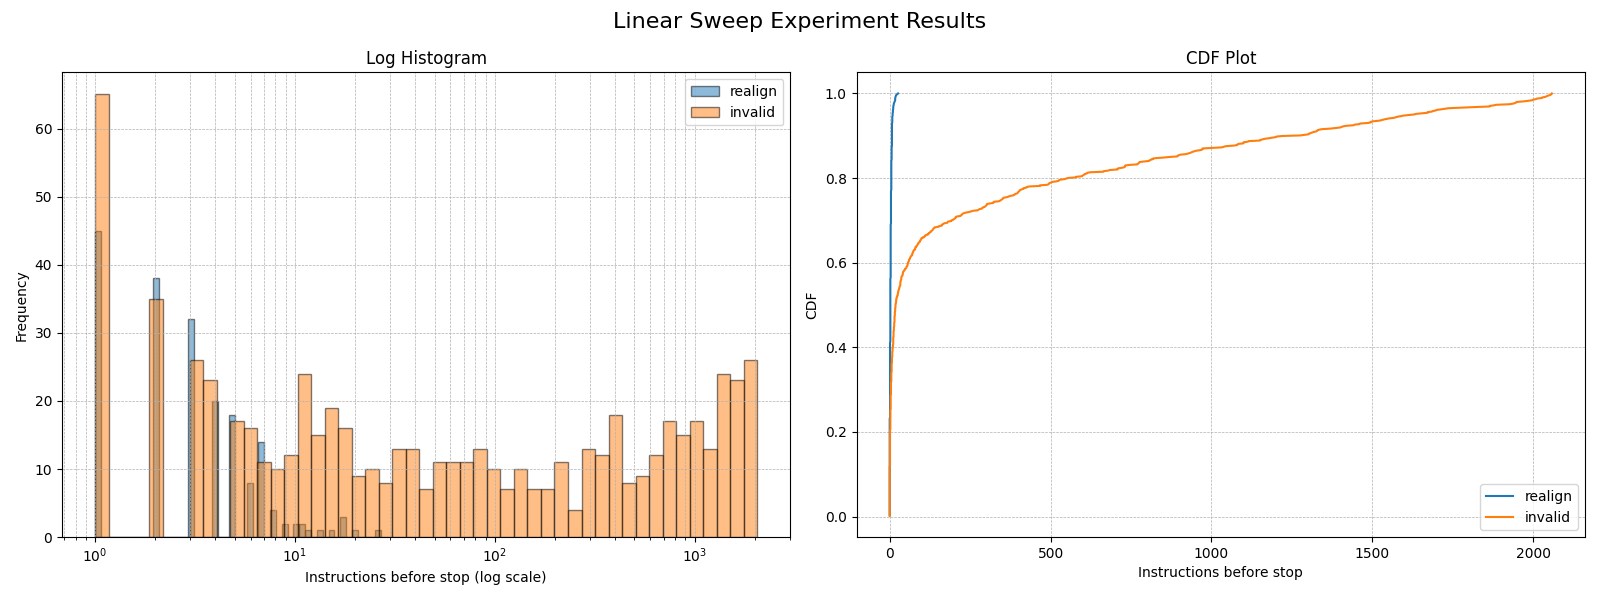 Linear Sweep Experiment Results
Log Histogram
realign
invalid
Frequency
60
50
40
30
20
10
0
10⁰
10¹
10²
10³
Instructions before stop (log scale)
CDF Plot
CDF
1.0
0.8
0.6
0.4
0.2
0.0
realign
invalid
0
500
1000
1500
2000
Instructions before stop